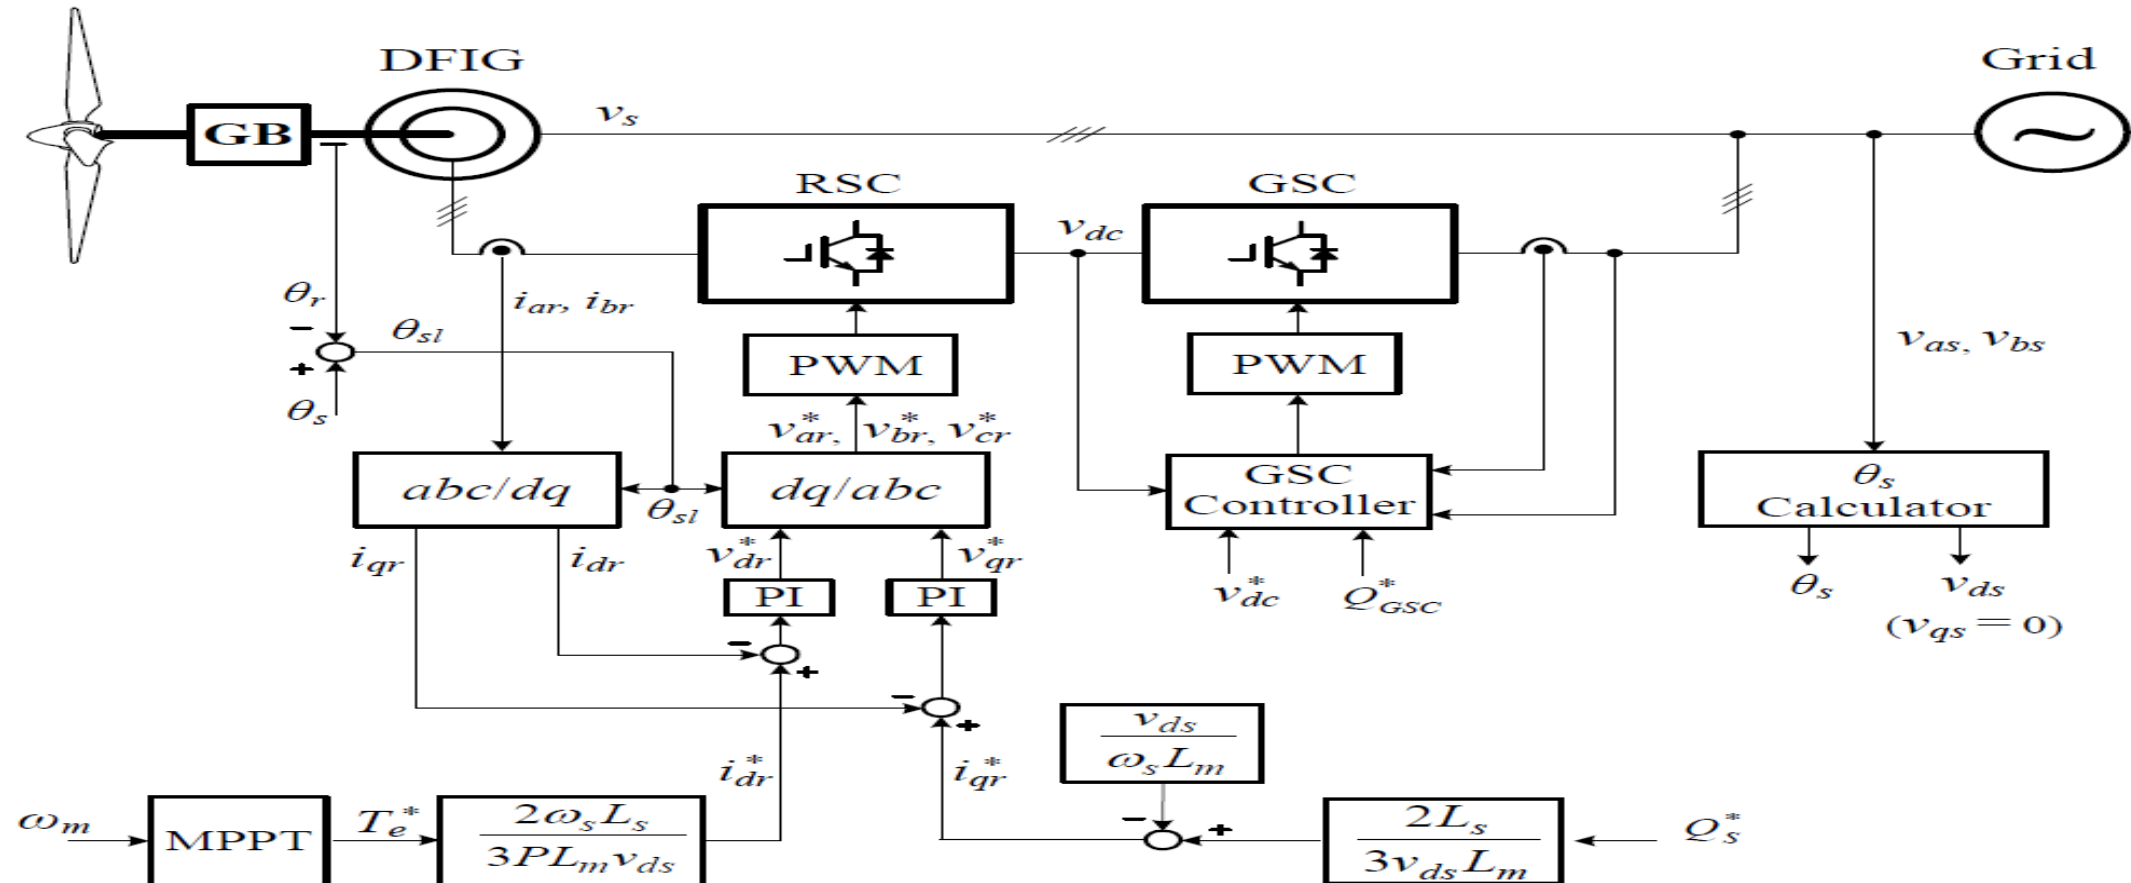 DFIG
Grid
GB
v_s
RSC
GSC
v_dc
θ_r
i_ar, i_br
−
θ_sl
v_as, v_bs
PWM
PWM
+
θ_s
v*_ar, v*_br, v*_cr
abc/dq
θ_sl
dq/abc
GSC
Controller
θ_s
Calculator
i_qr
i_dr
v*_dr
v*_qr
PI
PI
v*_dc
Q*_GSC
θ_s
v_ds
(v_qs = 0)
−
+
−
+
v_ds
ω_s L_m
i*_dr
i*_qr
ω_m
MPPT
T_e*
2ω_s L_s
3PL_m v_ds
−
+
2L_s
3v_ds L_m
Q*_s